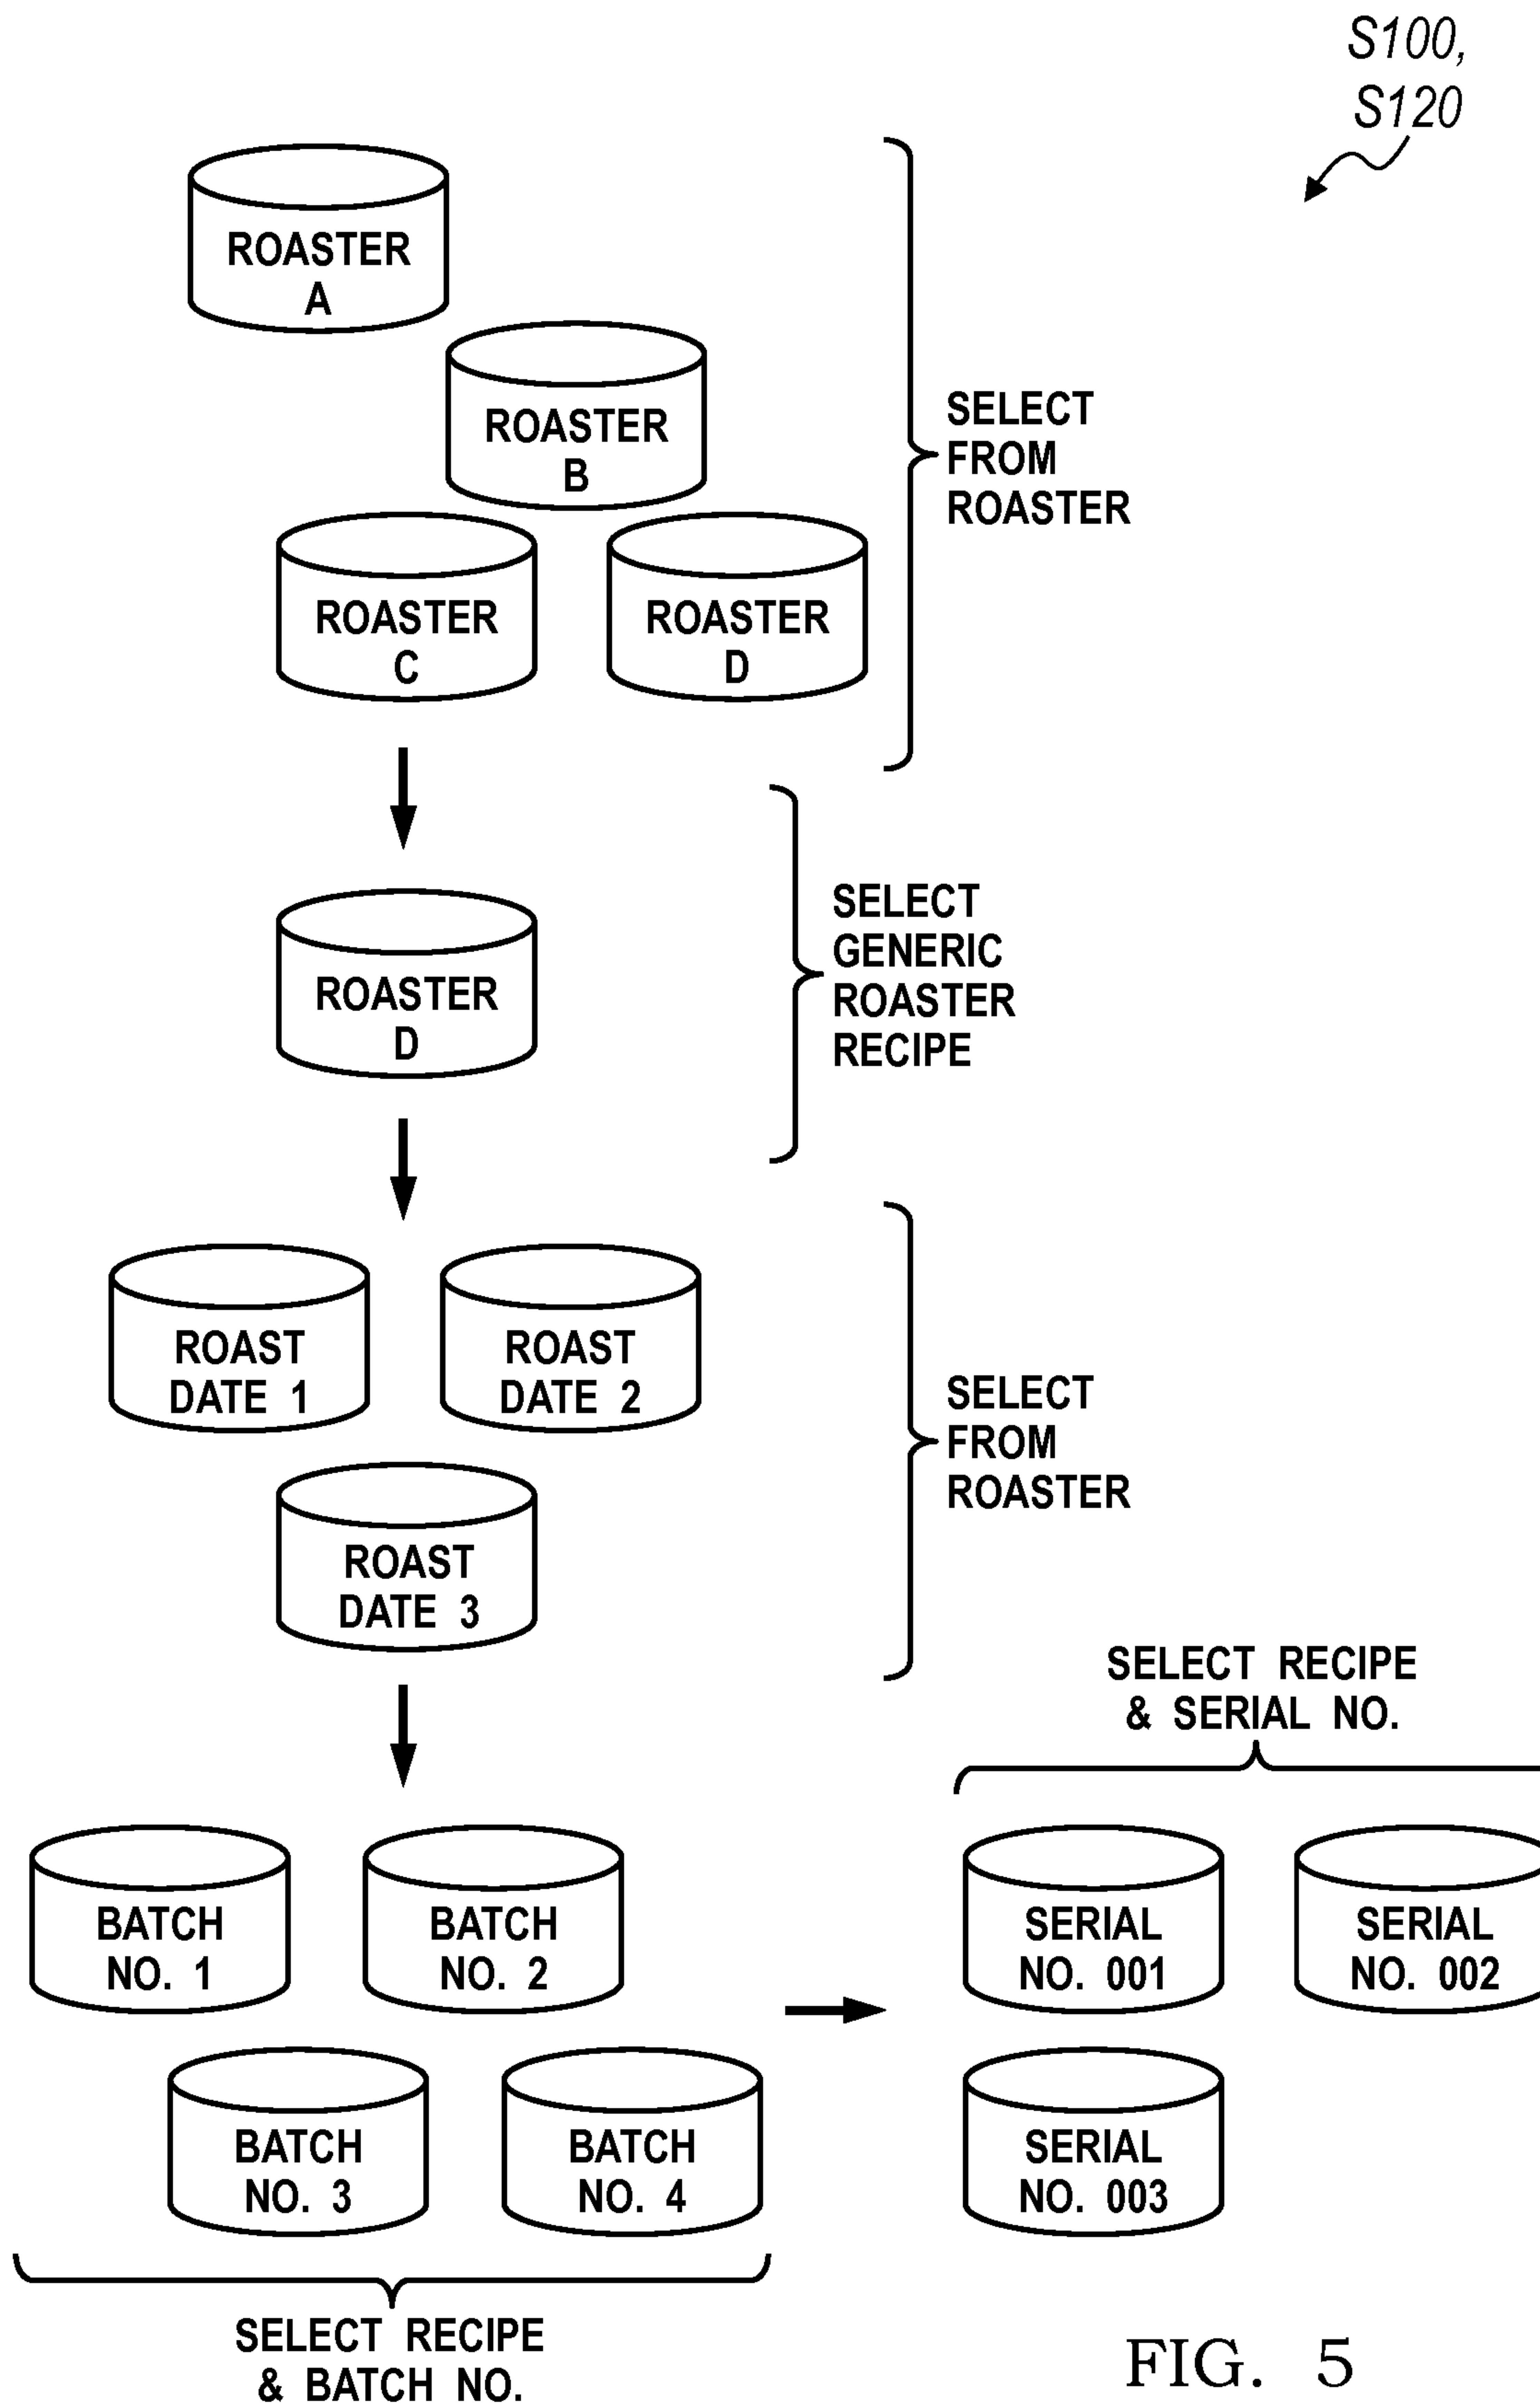 S100,
S120
ROASTER
A
ROASTER
B
SELECT
FROM
ROASTER
ROASTER
C
ROASTER
D
ROASTER
D
SELECT
GENERIC
ROASTER
RECIPE
ROAST
DATE 1
ROAST
DATE 2
ROAST
DATE 3
SELECT
FROM
ROASTER
BATCH
NO. 1
BATCH
NO. 2
BATCH
NO. 3
BATCH
NO. 4
SELECT RECIPE
& BATCH NO.
SELECT RECIPE
& SERIAL NO.
SERIAL
NO. 001
SERIAL
NO. 002
SERIAL
NO. 003
FIG. 5